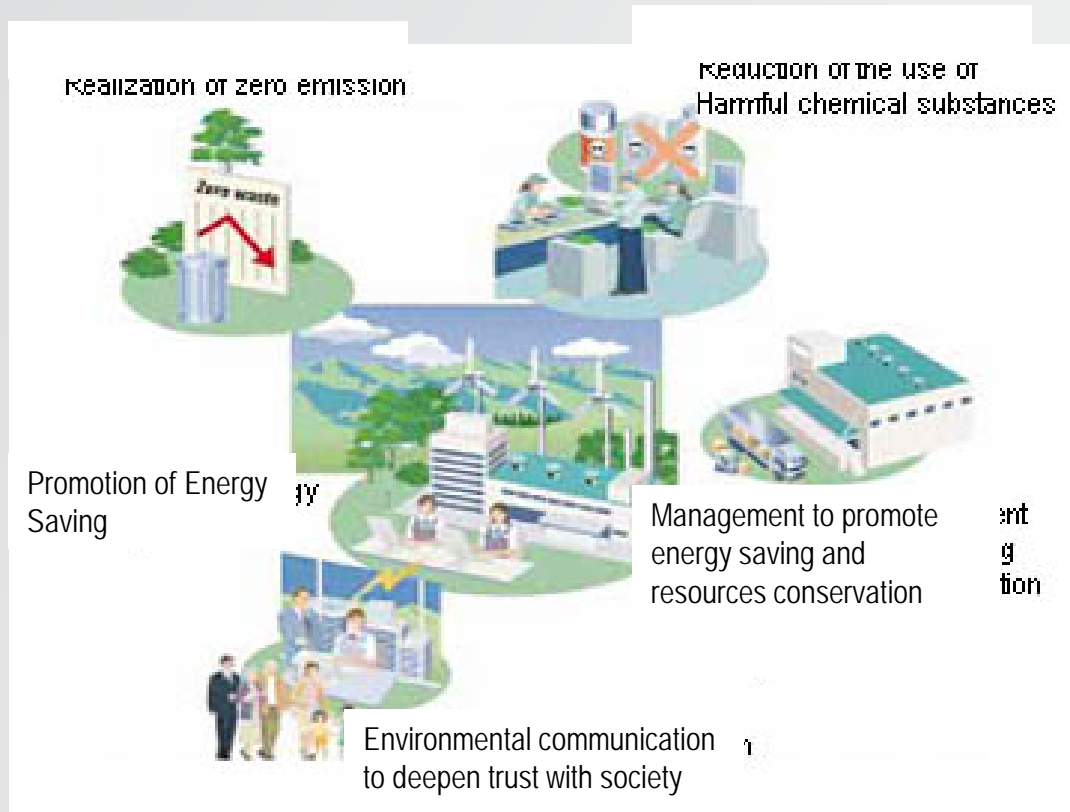 Realization of zero emission
Reduction of the use of
Harmful chemical substances
Zero waste
Promotion of Energy
Saving
Management to promote
energy saving and
resources conservation
Environmental communication
to deepen trust with society